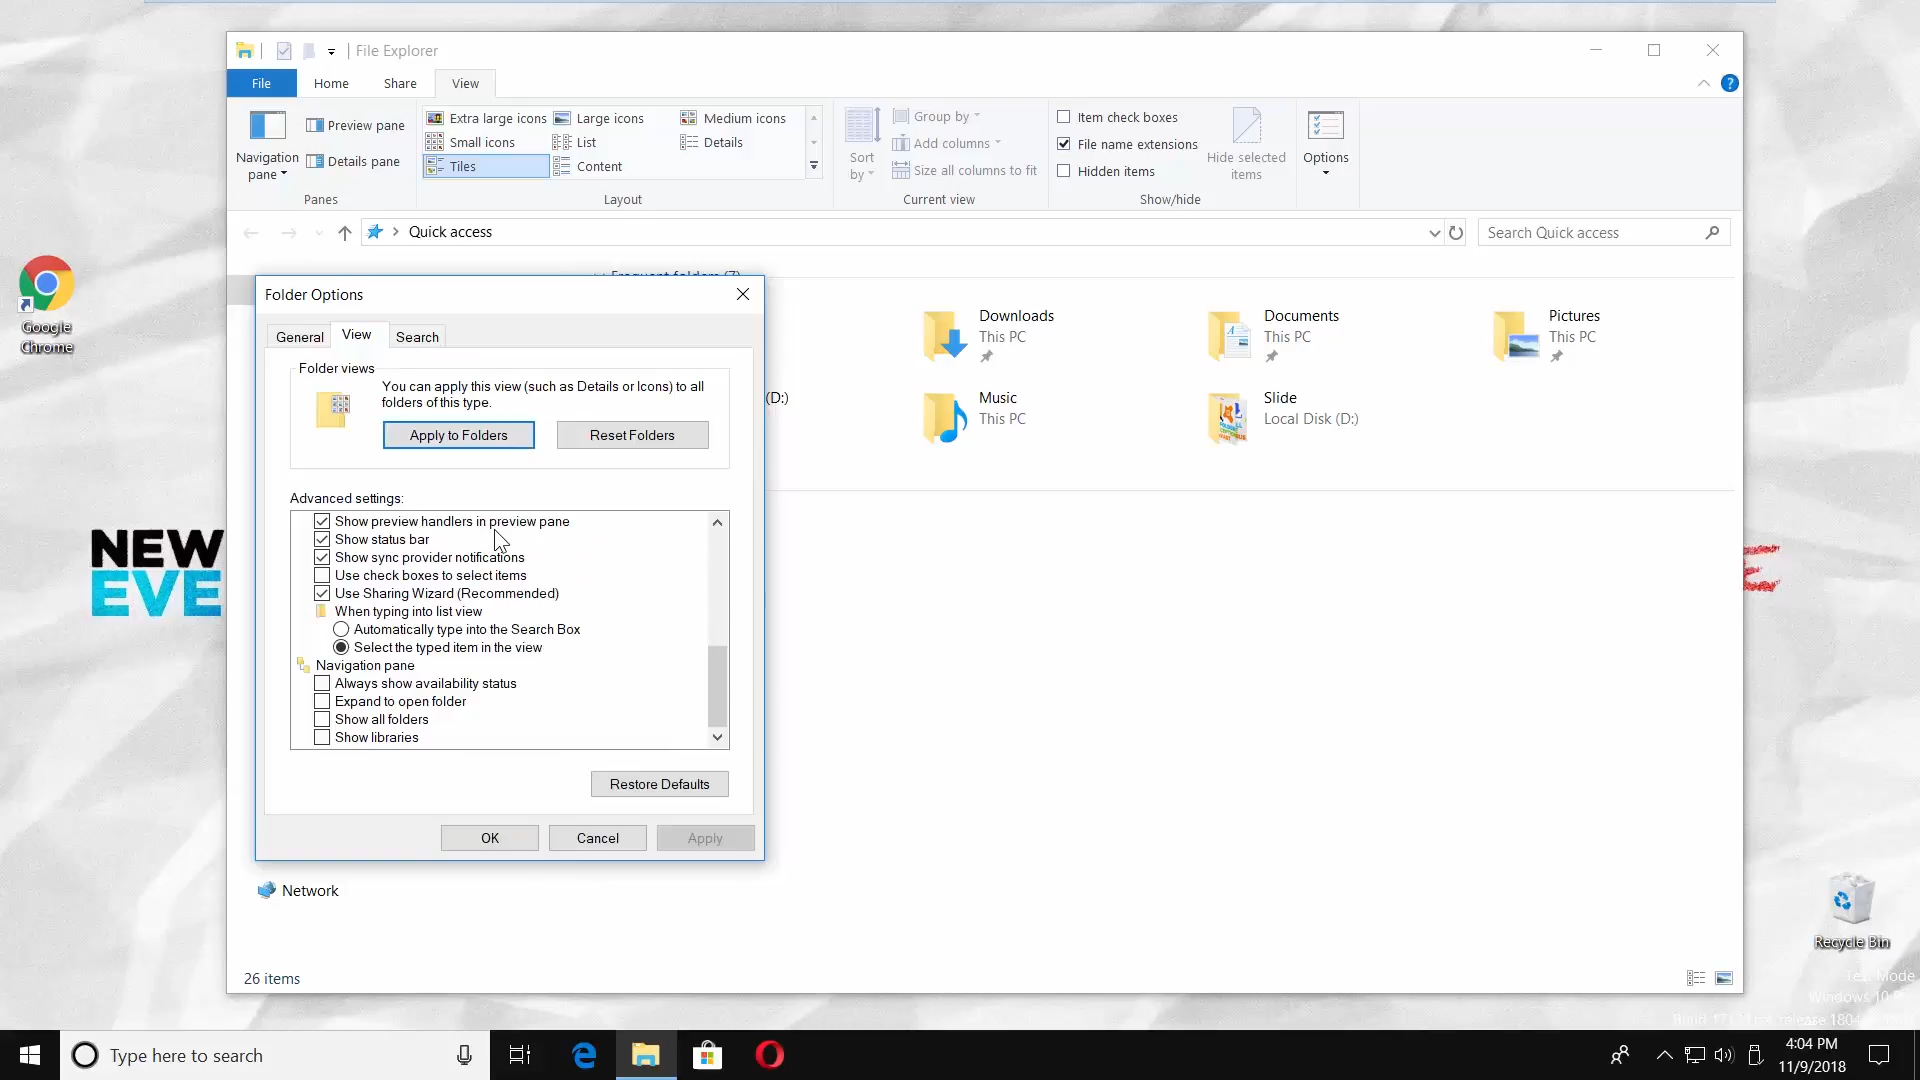 File Explorer
File
Home
Share
View
Navigation
pane
Preview pane
Details pane
Panes
Extra large icons
Large icons
Medium icons
Small icons
List
Details
Tiles
Content
Layout
Sort
by
Group by
Add columns
Size all columns to fit
Current view
Item check boxes
File name extensions
Hidden items
Hide selected
items
Show/hide
Options
Quick access
Search Quick access
Frequent folders (7)
Downloads
This PC
Documents
This PC
Pictures
This PC
(D:)
Music
This PC
Slide
Local Disk (D:)
Folder Options
General
View
Search
Folder views
You can apply this view (such as Details or Icons) to all
folders of this type.
Apply to Folders
Reset Folders
Advanced settings:
Show preview handlers in preview pane
Show status bar
Show sync provider notifications
Use check boxes to select items
Use Sharing Wizard (Recommended)
When typing into list view
Automatically type into the Search Box
Select the typed item in the view
Navigation pane
Always show availability status
Expand to open folder
Show all folders
Show libraries
Restore Defaults
OK
Cancel
Apply
Network
26 items
Google
Chrome
NEW
EVE
Recycle Bin
Mode
Windows 10
Type here to search
4:04 PM
11/9/2018